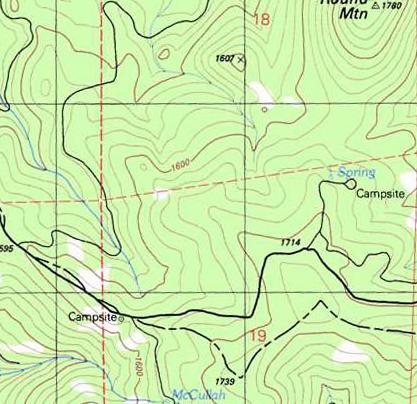 Round
Mtn
1780
18
1607
1600
Spring
Campsite
1714
595
Campsite
19
1600
1739
McCullah